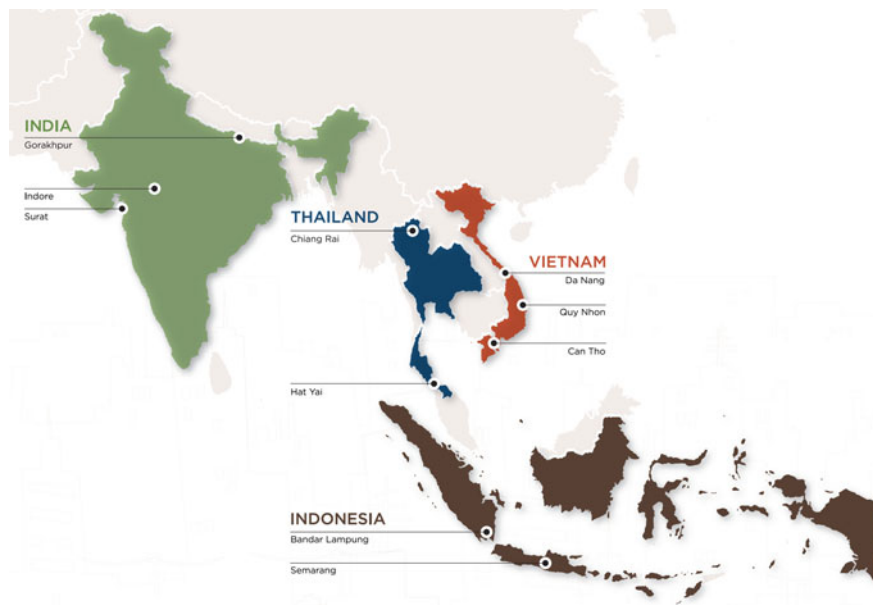 INDIA
Gorakhpur
Indore
Surat
THAILAND
Chiang Rai
Hat Yai
VIETNAM
Da Nang
Quy Nhon
Can Tho
INDONESIA
Bandar Lampung
Semarang